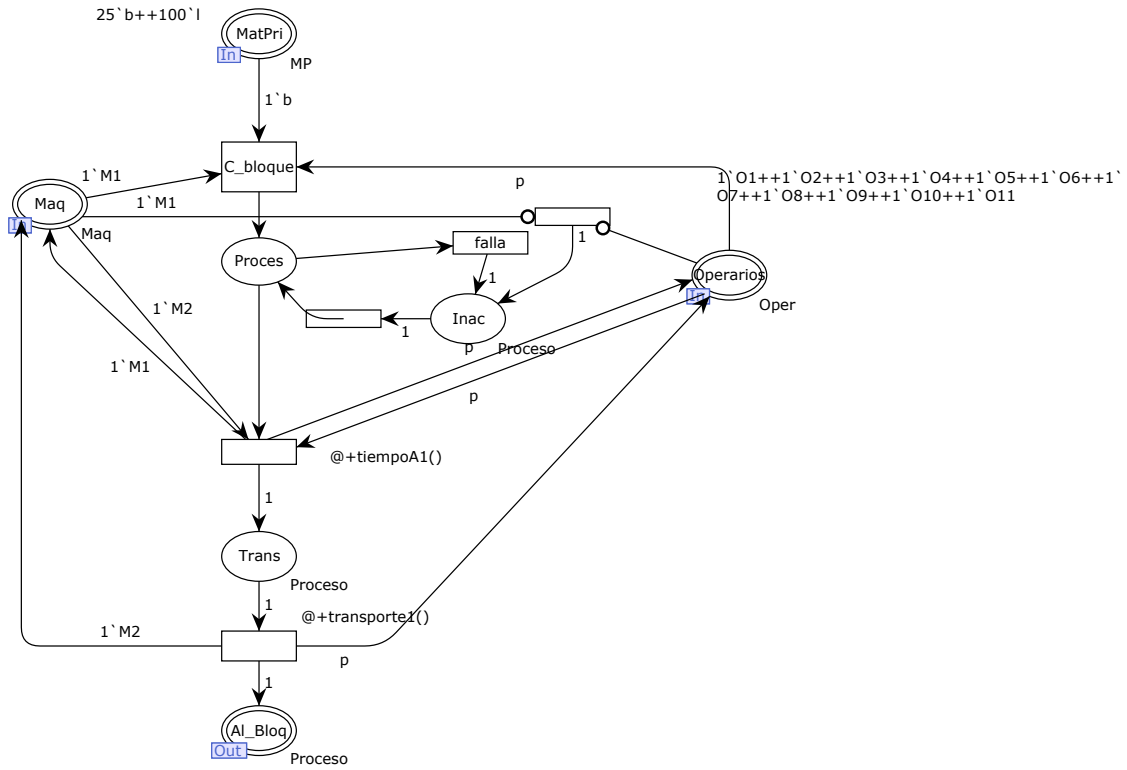 25`b++100`l
MatPri
In
MP
1`b
C_bloque
1`M1
p
1`O1++1`O2++1`O3++1`O4++1`O5++1`O6++1`
O7++1`O8++1`O9++1`O10++1`O11
Maq
1`M1
In
Maq
1
falla
Proces
1
Operarios
In
Oper
1`M2
Inac
1
p
Proceso
1`M1
p
@+tiempoA1()
1
Trans
Proceso
1
@+transporte1()
1`M2
p
1
Al_Bloq
Out
Proceso